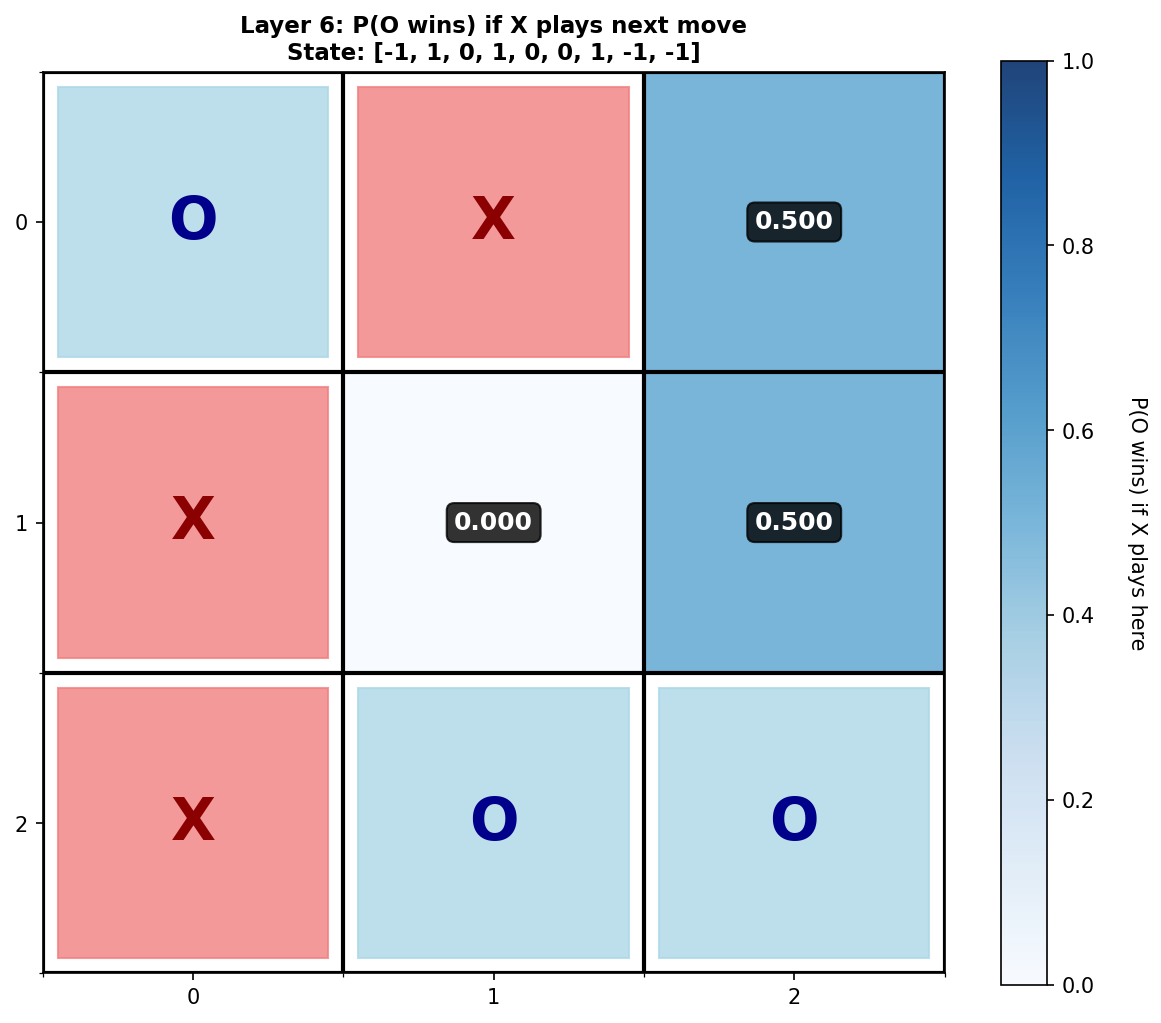 Layer 6: P(O wins) if X plays next move
State: [-1, 1, 0, 1, 0, 0, 1, -1, -1]
O X 0.500
X 0.000 0.500
X O O
0
1
2
0 1 2
1.0
0.8
0.6
0.4
0.2
0.0
P(O wins) if X plays here